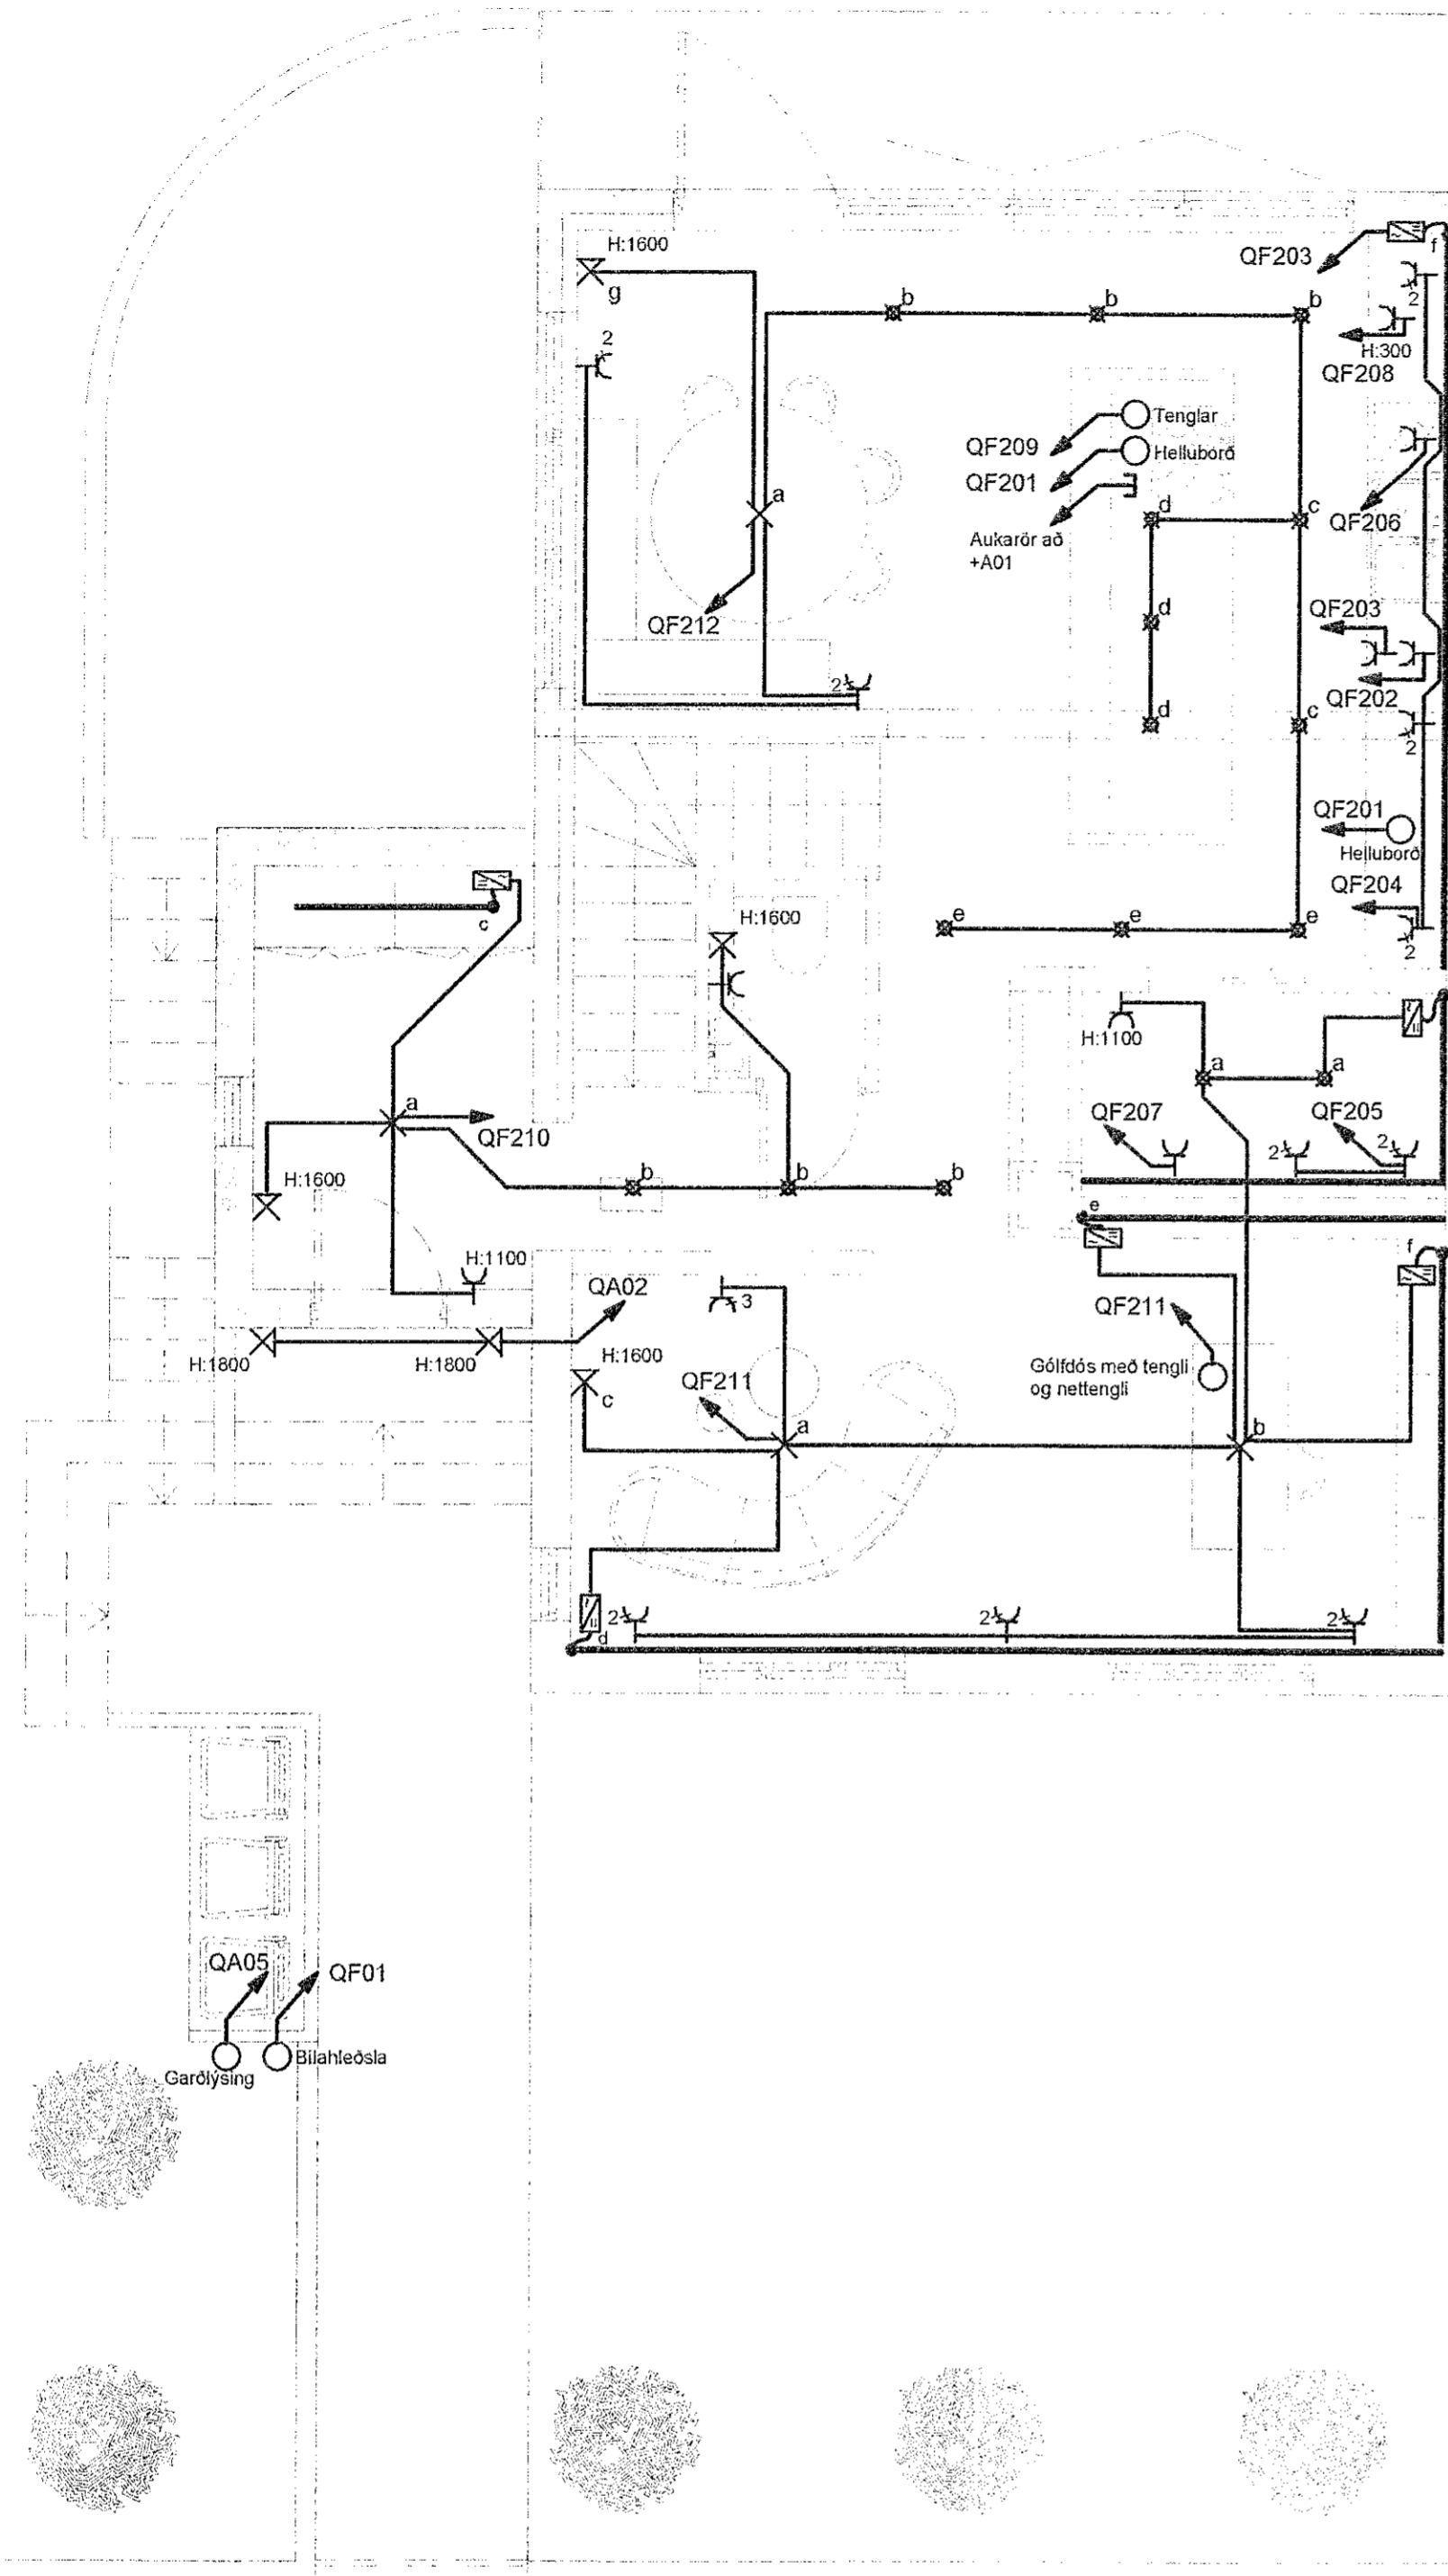 H:1600
g
QF203
f
2
b
b
b
H:300
QF208
2
Tenglar
QF209
Helluborð
QF201
a
d
c
QF206
Aukarör að
+A01
QF203
d
QF212
2
QF202
d
c
2
QF201
Helluborð
QF204
c
H:1600
e
e
e
2
H:1100
a
a
a
QF210
QF207
QF205
2
2
b
b
b
H:1600
e
f
H:1100
QA02
3
QF211
H:1800
H:1800
H:1600
c
QF211
Gólfdós með tengli
og nettengli
a
b
2
2
2
d
QA05
QF01
Bílahleðsla
Garðlýsing